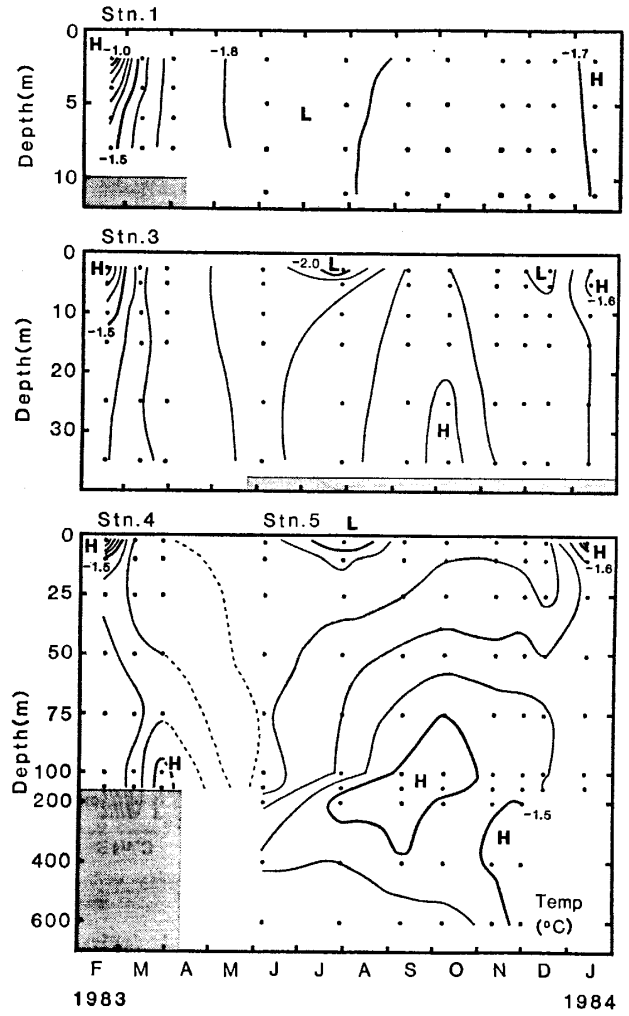 Stn.1
Depth(m)
0
5
10
H
-1.0
-1.5
-1.8
L
-1.7
H
Stn.3
Depth(m)
0
10
20
30
H
-1.5
-2.0
L
H
L
H
-1.6
Stn.4
Stn.5
L
Depth(m)
0
25
50
75
100
200
400
600
H
-1.5
H
-1.6
H
H
H
-1.5
Temp
(°C)
F M A M J J A S O N D J
1983 1984